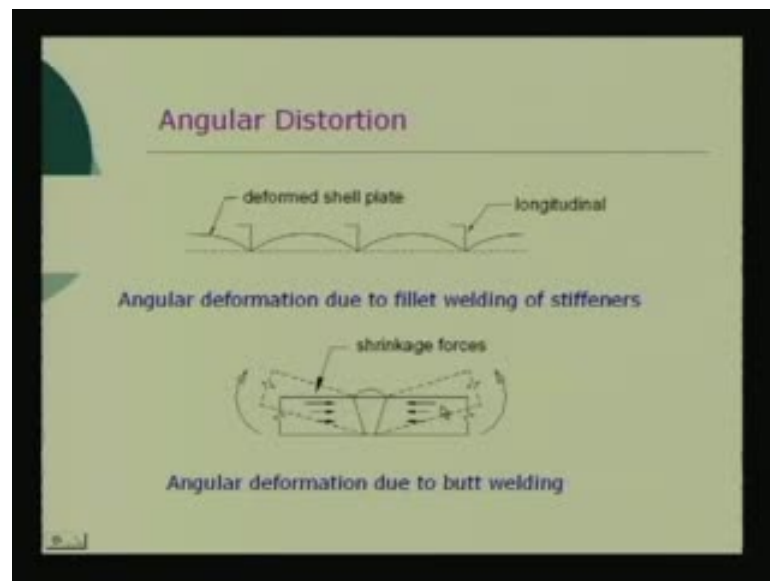 Angular Distortion
deformed shell plate
longitudinal
Angular deformation due to fillet welding of stiffeners
shrinkage forces
Angular deformation due to butt welding